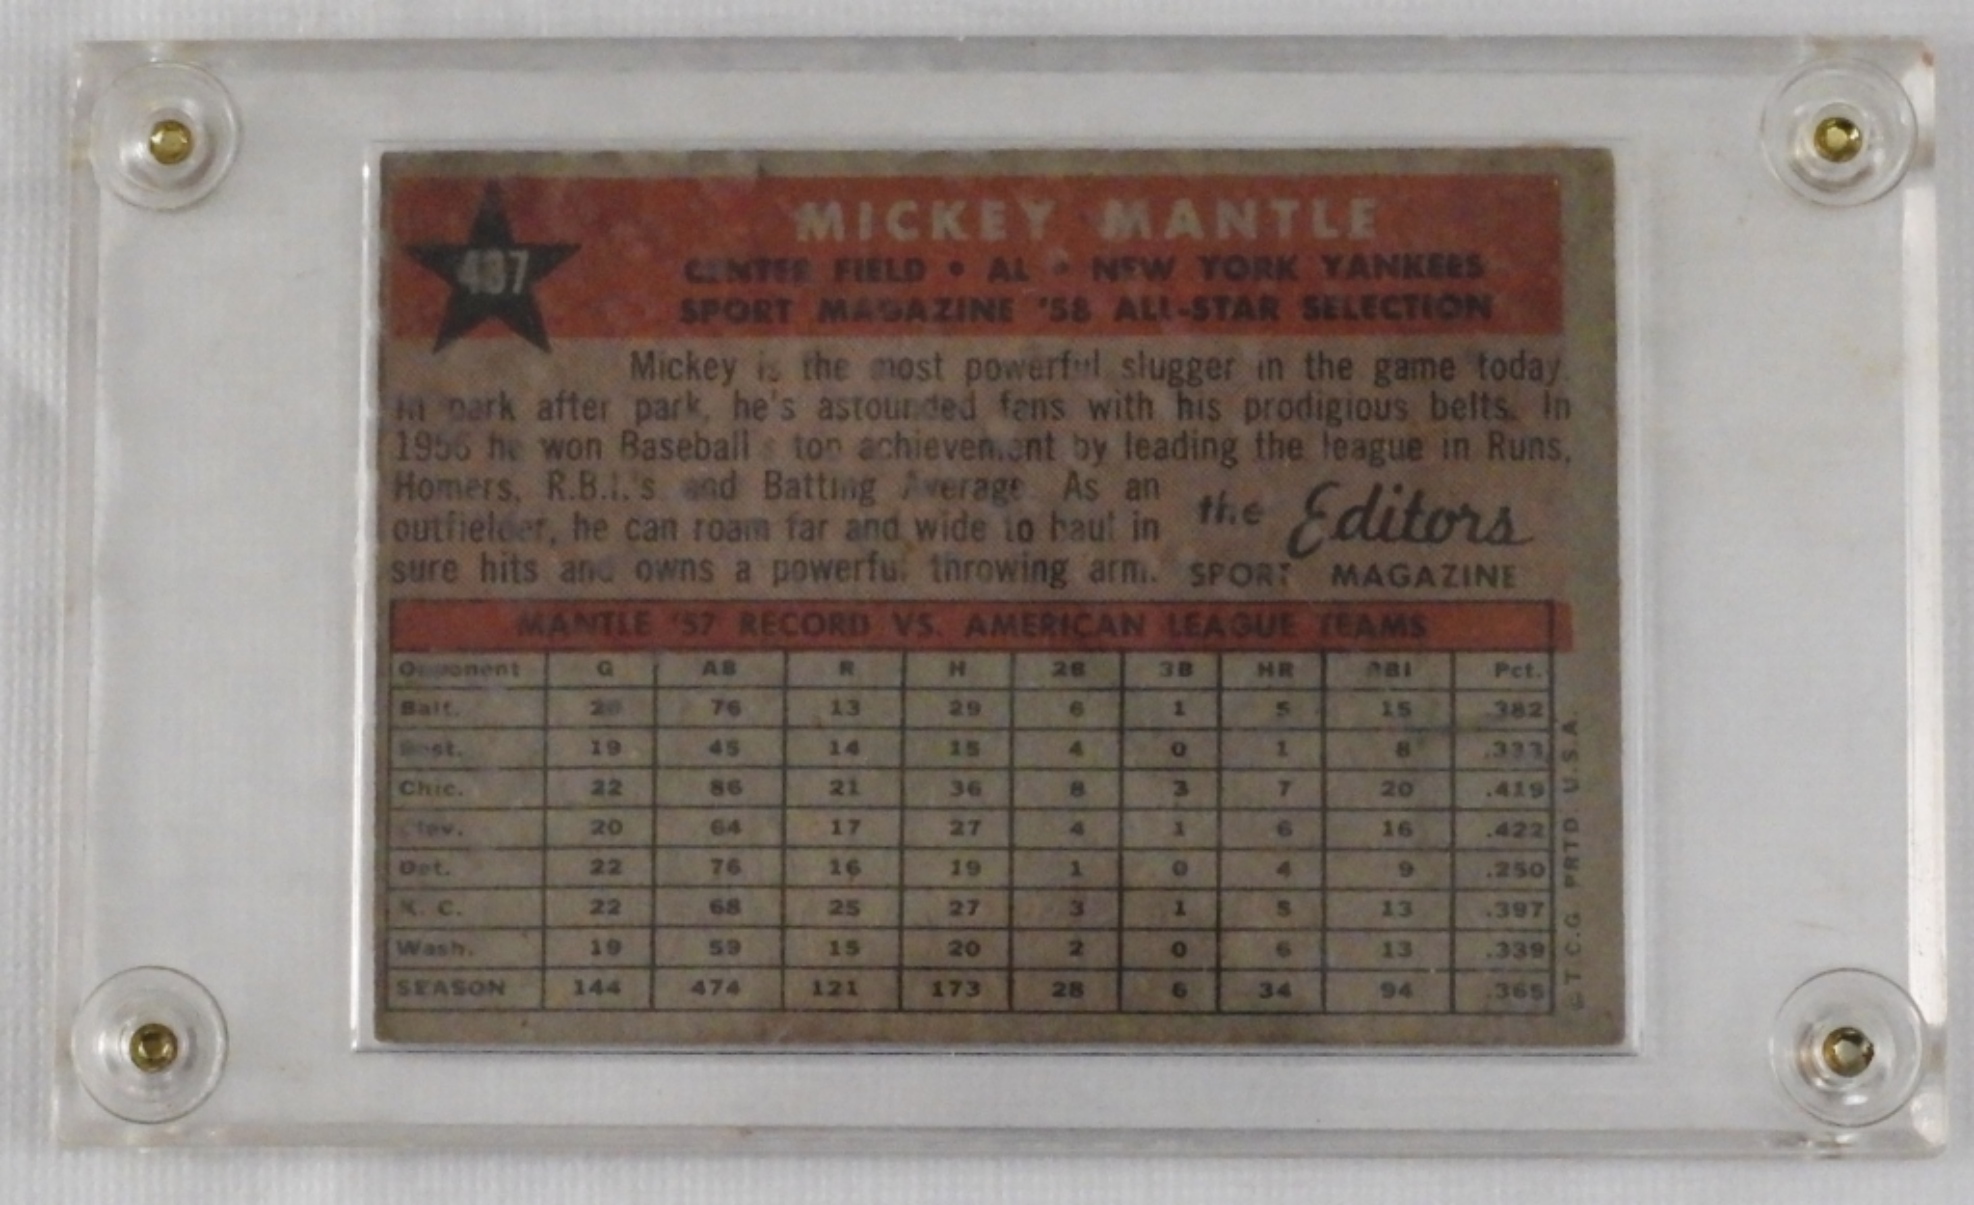 MICKEY MANTLE
487
CENTER FIELD • AL • NEW YORK YANKEES
SPORT MAGAZINE '58 ALL-STAR SELECTION
Mickey is the most powerful slugger in the game today.
In park after park, he's astounded fans with his prodigious belts. In
1956 he won Baseball's top achievement by leading the league in Runs,
Homers, R.B.I.'s and Batting Average. As an
outfielder, he can roam far and wide to haul in
sure hits and owns a powerful throwing arm.
the Editors
SPORT MAGAZINE
MANTLE '57 RECORD VS. AMERICAN LEAGUE TEAMS
Opponent G AB R H 2B 3B HR RBI Pct.
Balt. 20 76 13 29 6 1 5 15 .382
Bost. 19 45 14 15 4 0 1 8 .333
Chic. 22 86 21 36 8 3 7 20 .419
Clev. 20 64 17 27 4 1 6 16 .422
Det. 22 76 16 19 1 0 4 9 .250
K. C. 22 68 25 27 3 1 5 13 .397
Wash. 19 59 15 20 2 0 6 13 .339
SEASON 144 474 121 173 28 6 34 94 .365
© T.C.G. PRTD. U.S.A.